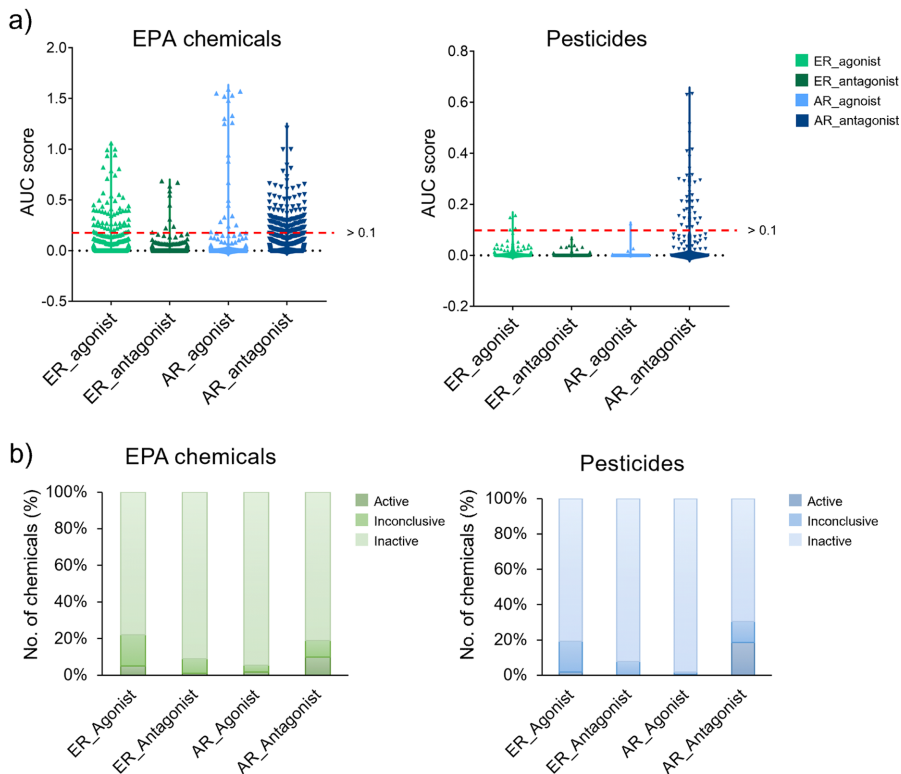 a)
EPA chemicals
Pesticides
AUC score
2.0
1.5
1.0
0.5
0.0
-0.5
> 0.1
ER_agonist
ER_antagonist
AR_agonist
AR_antagonist
AUC score
0.8
0.6
0.4
0.2
0.0
-0.2
> 0.1
ER_agonist
ER_antagonist
AR_agonist
AR_antagonist
ER_agonist
ER_antagonist
AR_agnoist
AR_antagonist
b)
EPA chemicals
Pesticides
No. of chemicals (%)
100%
80%
60%
40%
20%
0%
ER_Agonist
ER_Antagonist
AR_Agonist
AR_Antagonist
Active
Inconclusive
Inactive
No. of chemicals (%)
100%
80%
60%
40%
20%
0%
ER_Agonist
ER_Antagonist
AR_Agonist
AR_Antagonist
Active
Inconclusive
Inactive